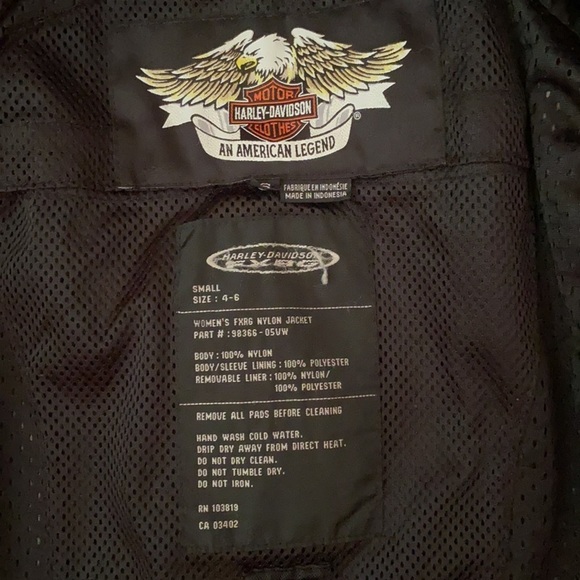 MOTOR
HARLEY-DAVIDSON
CLOTHES
®
AN AMERICAN LEGEND
S
FABRIQUE EN INDONÉSIE
MADE IN INDONESIA
HARLEY-DAVIDSON
FXRG
SMALL
SIZE : 4-6
WOMEN'S FXRG NYLON JACKET
PART # : 98366-05VW
BODY : 100% NYLON
BODY/SLEEVE LINING : 100% POLYESTER
REMOVABLE LINER : 100% NYLON/
100% POLYESTER
REMOVE ALL PADS BEFORE CLEANING
HAND WASH COLD WATER.
DRIP DRY AWAY FROM DIRECT HEAT.
DO NOT DRY CLEAN.
DO NOT TUMBLE DRY.
DO NOT IRON.
RN 103819
CA 03402